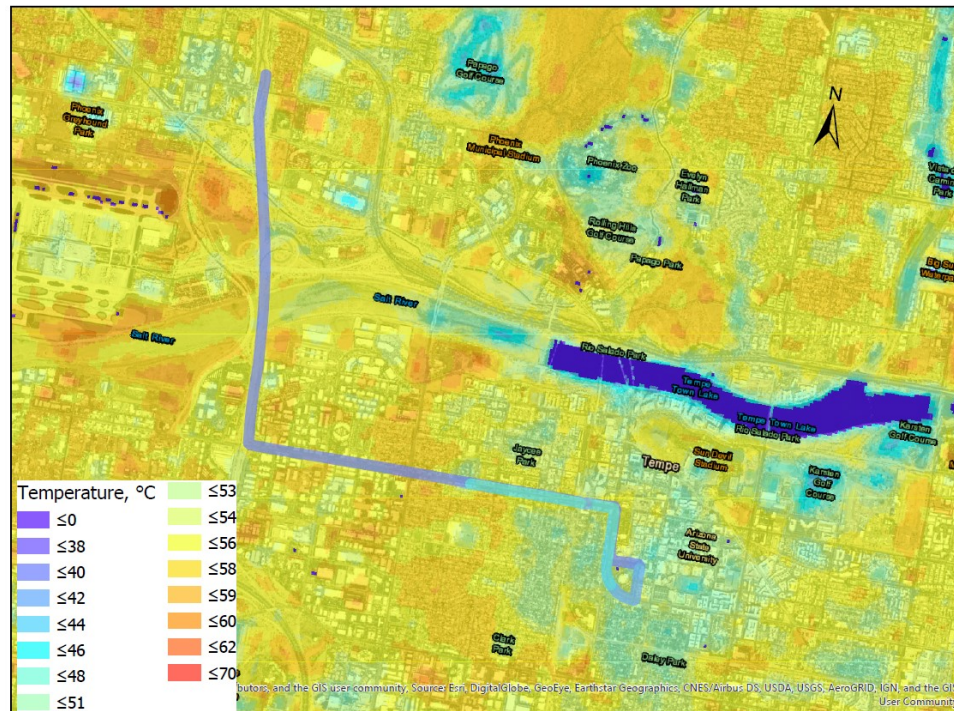 Papago
Golf Course
Phoenix
Greyhound
Park
N
Phoenix
Municipal Stadium
Phoenix Zoo
Evelyn
Hallman
Park
Rolling Hills
Golf Course
Papago Park
Salt River
Salt River
Rio Salado Park
Tempe
Town Lake
Tempe Town Lake
Rio Salado Park
Karsten
Golf Course
Jaycee
Park
Tempe
Sun Devil
Stadium
Karsten
Golf
Course
Arizona
State
University
Clark
Park
Daley Park
Temperature, °C
≤0
≤38
≤40
≤42
≤44
≤46
≤48
≤51
≤53
≤54
≤56
≤58
≤59
≤60
≤62
≤70
butors, and the GIS user community, Source: Esri, DigitalGlobe, GeoEye, Earthstar Geographics, CNES/Airbus DS, USDA, USGS, AeroGRID, IGN, and the GIS
User Community